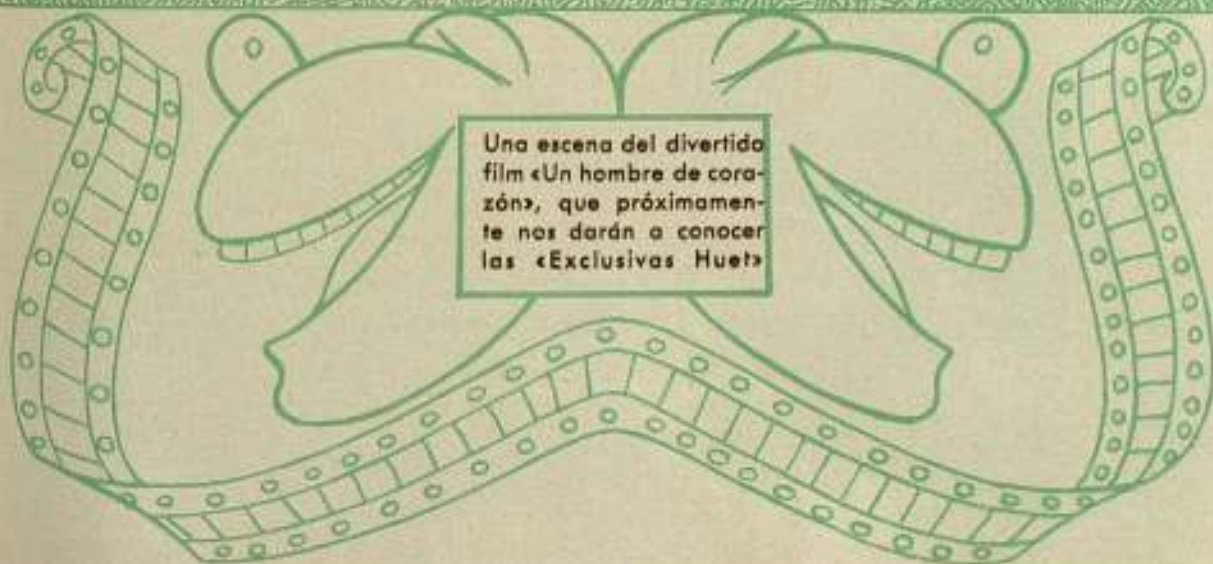 Una escena del divertido
film «Un hombre de cora-
zón», que próximamen-
te nos darán a conocer
las «Exclusivas Huet»